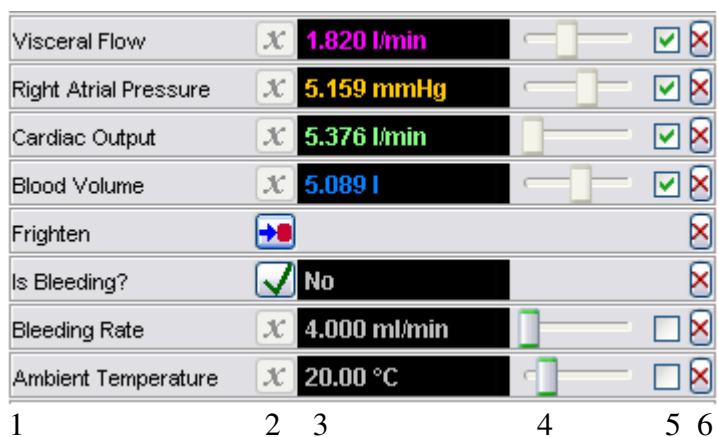 Visceral Flow x 1.820 l/min
Right Atrial Pressure x 5.159 mmHg
Cardiac Output x 5.376 l/min
Blood Volume x 5.089 l
Frighten
Is Bleeding? No
Bleeding Rate x 4.000 ml/min
Ambient Temperature x 20.00 °C
1 2 3 4 5 6